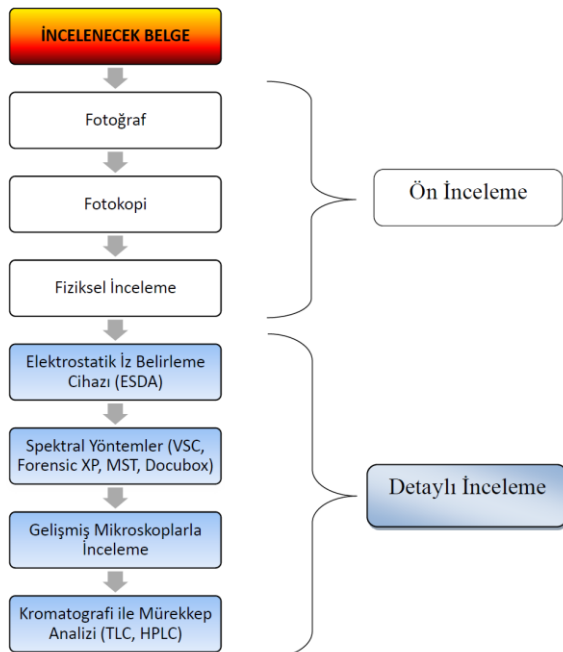 İNCELENECEK BELGE
Fotoğraf
Fotokopi
Fiziksel İnceleme
Ön İnceleme
Elektrostatik İz Belirleme
Cihazı (ESDA)
Spektral Yöntemler (VSC,
Forensic XP, MST, Docubox)
Gelişmiş Mikroskoplarla
İnceleme
Kromatografi ile Mürekkep
Analizi (TLC, HPLC)
Detaylı İnceleme